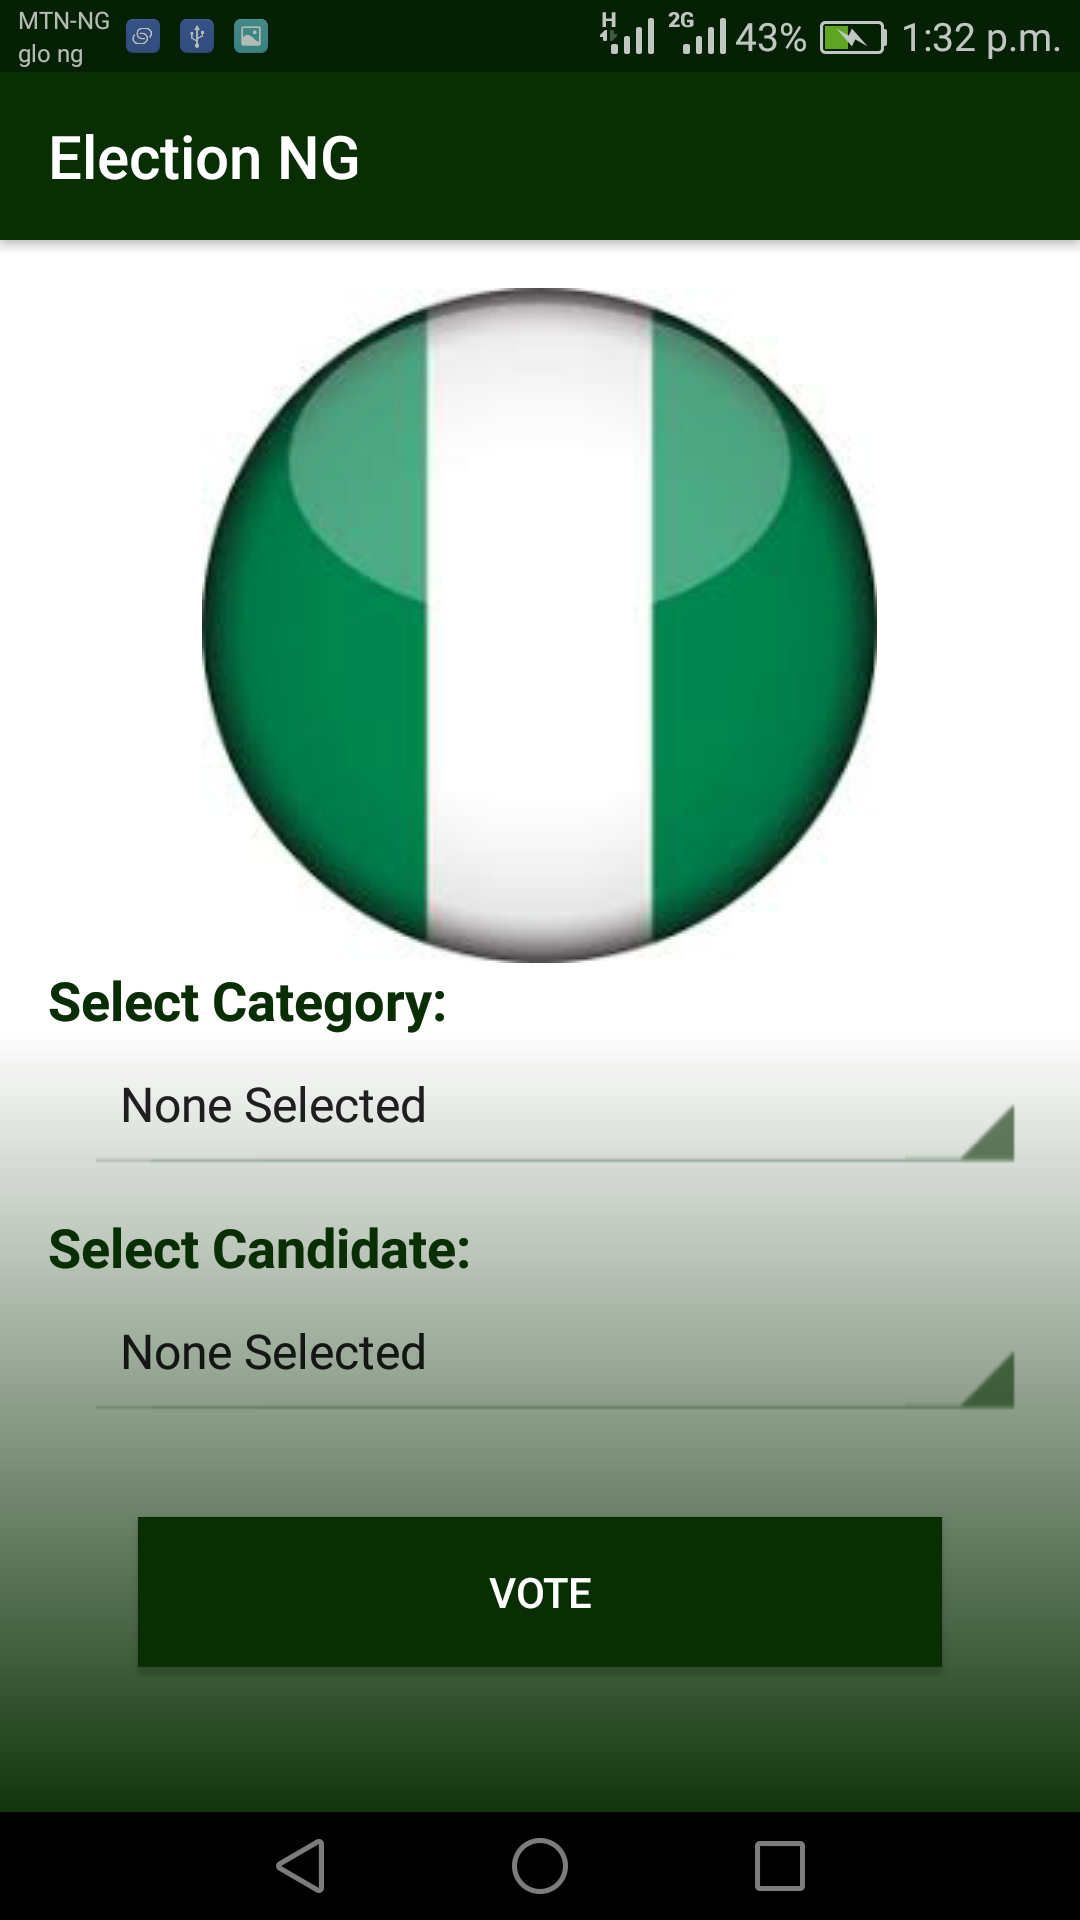 MTN-NG
glo ng
H 2G 43% 1:32 p.m.
Election NG
Select Category:
None Selected
Select Candidate:
None Selected
VOTE